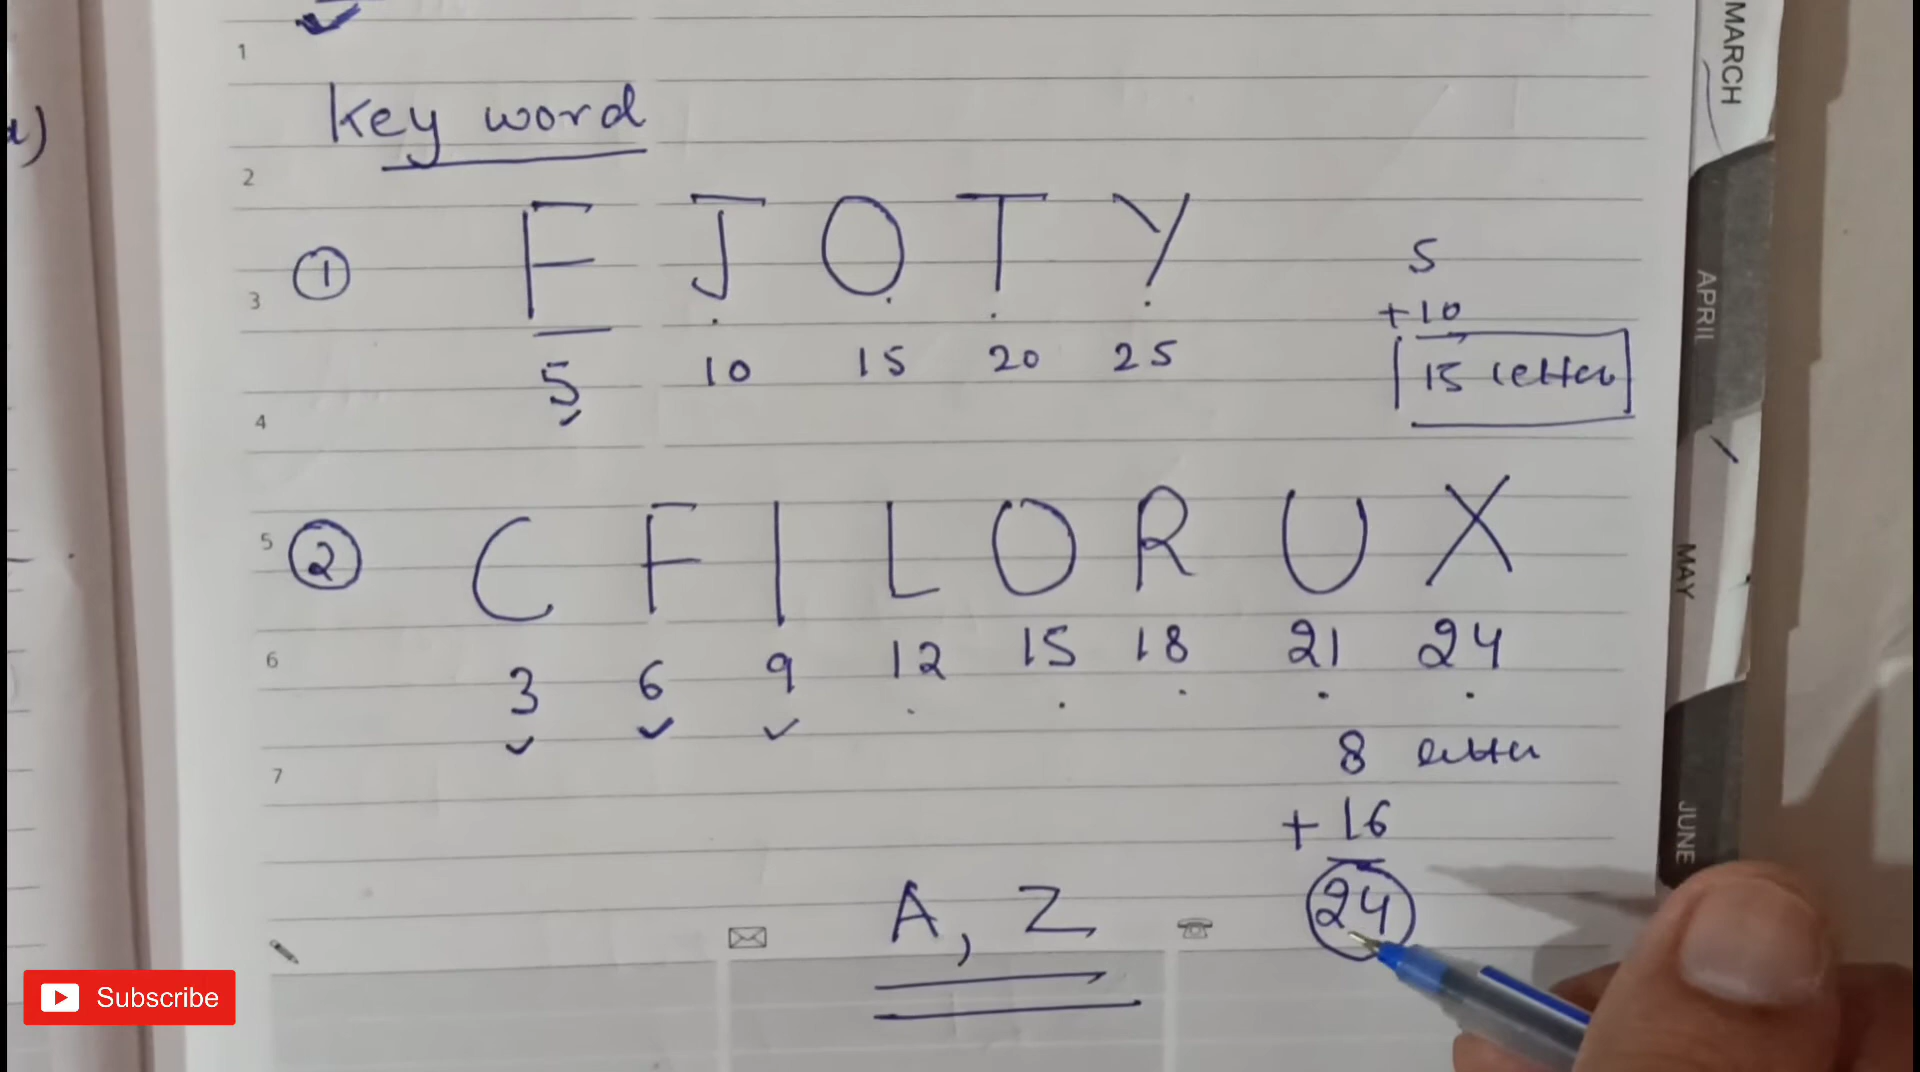 MARCH
1
Key word
2
① F J O T Y
3
5 10 15 20 25
5
+10
15 letter
APRIL
4
② C F I L O R U X
5
MAY
3 6 9 12 15 18 21 24
6
8 letter
7
+ 16
24
JUNE
A, Z
Subscribe